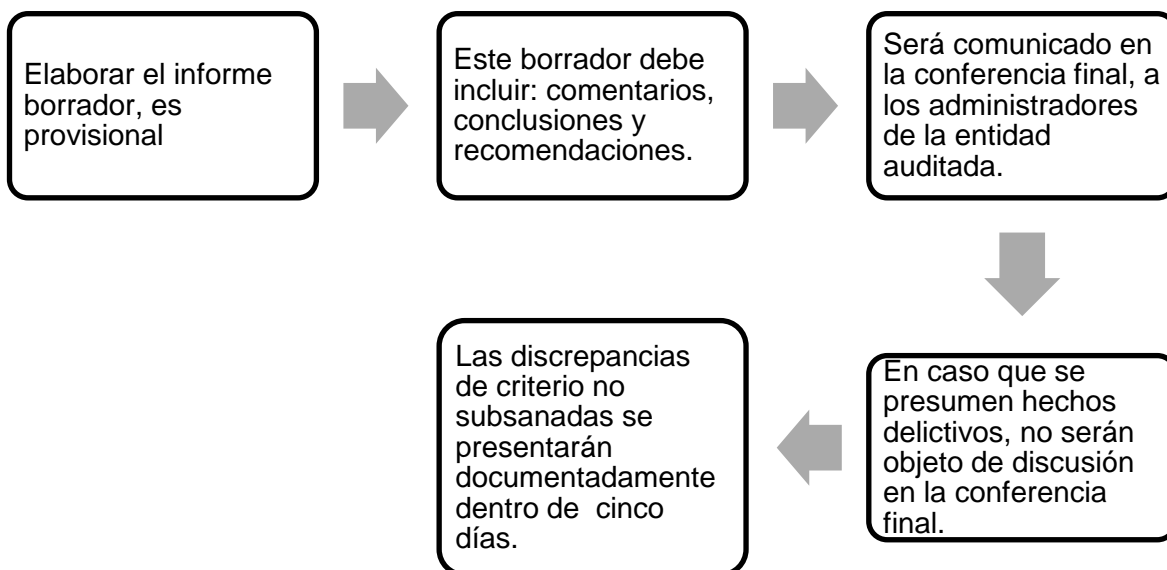 Elaborar el informe
borrador, es
provisional
Este borrador debe
incluir: comentarios,
conclusiones y
recomendaciones.
Será comunicado en
la conferencia final, a
los administradores
de la entidad
auditada.
En caso que se
presumen hechos
delictivos, no serán
objeto de discusión
en la conferencia
final.
Las discrepancias
de criterio no
subsanadas se
presentarán
documentadamente
dentro de  cinco
días.